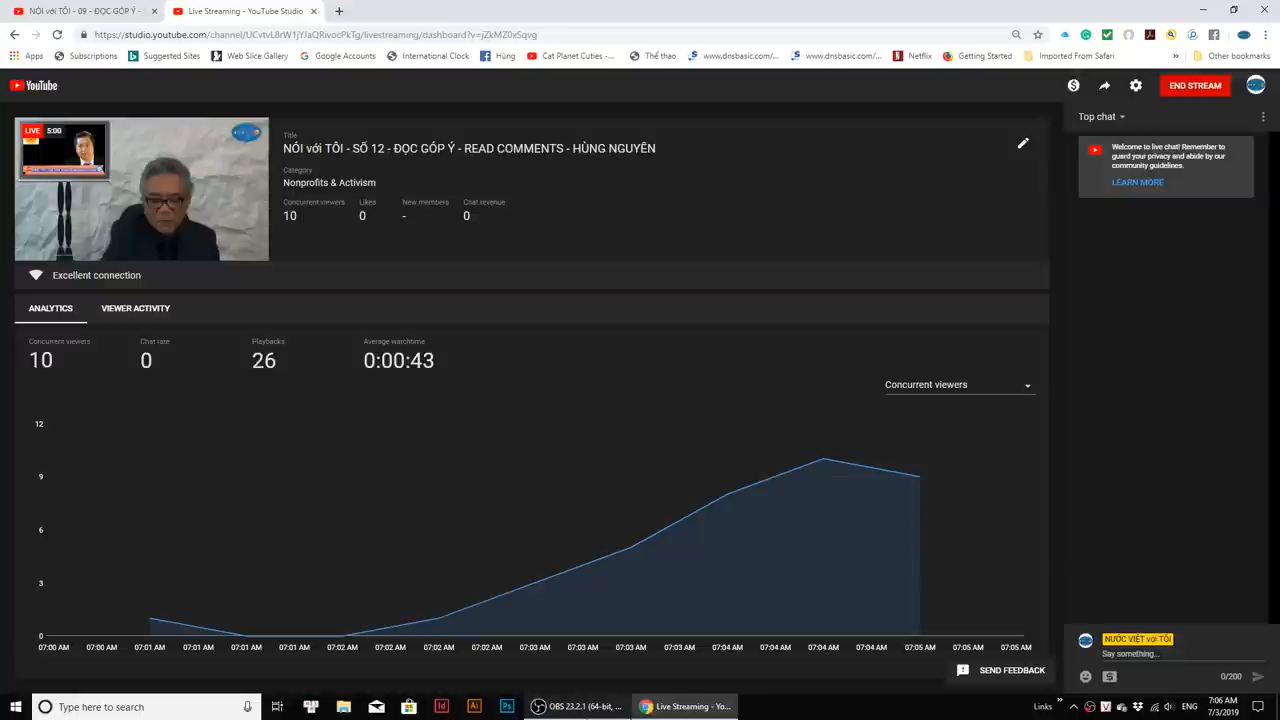 NÓI với TÔI - 09 - ĐỌC GÓP Ý -
Live Streaming - YouTube Studio
https://studio.youtube.com/channel/UCvtvL8rW1jYJaQRivocPkTg/livestreaming/dashboard?v=jZkMZ0xSqvg
Subscriptions
Suggested Sites
Web Slice Gallery
Google Accounts
International Clock
Hùng
Cat Planet Cuties -...
Thể thao
www.dnsbasic.com/...
www.dnsbasic.com/...
Netflix
Getting Started
Imported From Safari
»
Other bookmarks
YouTube
END STREAM
LIVE 5:00
Title
NÓI với TÔI - SỐ 12 - ĐỌC GÓP Ý - READ COMMENTS - HÙNG NGUYÊN
Category
Nonprofits & Activism
Concurrent viewers Likes New members Chat revenue
10 0 - 0
Excellent connection
ANALYTICS VIEWER ACTIVITY
Concurrent viewers Chat rate Playbacks Average watchtime
10 0 26 0:00:43
Concurrent viewers
12
9
6
3
0
07:00 AM 07:00 AM 07:01 AM 07:01 AM 07:01 AM 07:01 AM 07:02 AM 07:02 AM 07:02 AM 07:02 AM 07:03 AM 07:03 AM 07:03 AM 07:03 AM 07:04 AM 07:04 AM 07:04 AM 07:04 AM 07:05 AM 07:05 AM 07:05 AM
SEND FEEDBACK
Top chat
Welcome to live chat! Remember to
guard your privacy and abide by our
community guidelines.
LEARN MORE
NƯỚC VIỆT với TÔI
Say something...
0/200
Type here to search
OBS 23.2.1 (64-bit, ...
Live Streaming - Yo...
Links
»
ENG
7:06 AM
7/3/2019